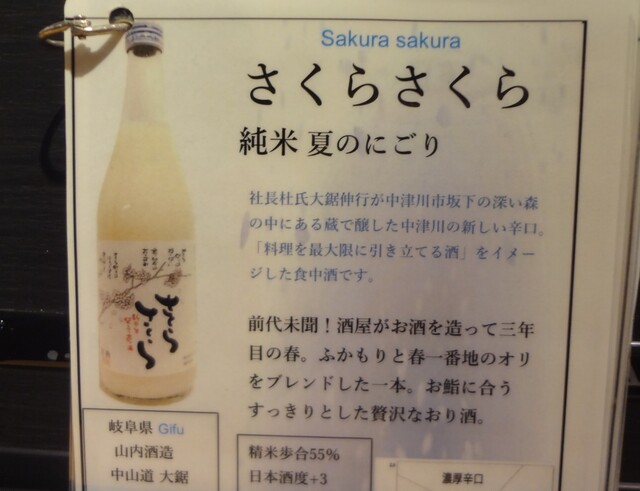 Sakura sakura
さくらさくら
純米 夏のにごり
社長杜氏大鋸伸行が中津川市坂下の深い森
の中にある蔵で醸した中津川の新しい辛口。
「料理を最大限に引き立てる酒」をイメー
ジした食中酒です。
前代未聞！酒屋がお酒を造って三年
目の春。ふかもりと春一番地のオリ
をブレンドした一本。お鮨に合う
すっきりとした贅沢なおり酒。
さくら
さくら
岐阜県 Gifu
山内酒造
中山道 大鋸
精米歩合55%
日本酒度+3
濃厚辛口